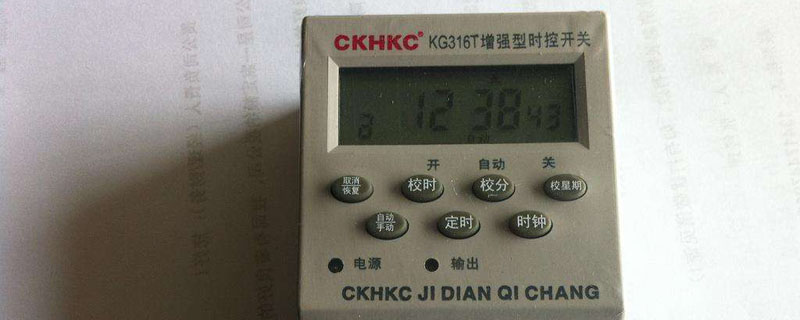 CKHKC® KG316T增强型时控开关
12 38 43
开 自动 关
取消/恢复 校时 校分 校星期
自动/手动 定时 时钟
电源 输出
CKHKC JI DIAN QI CHANG